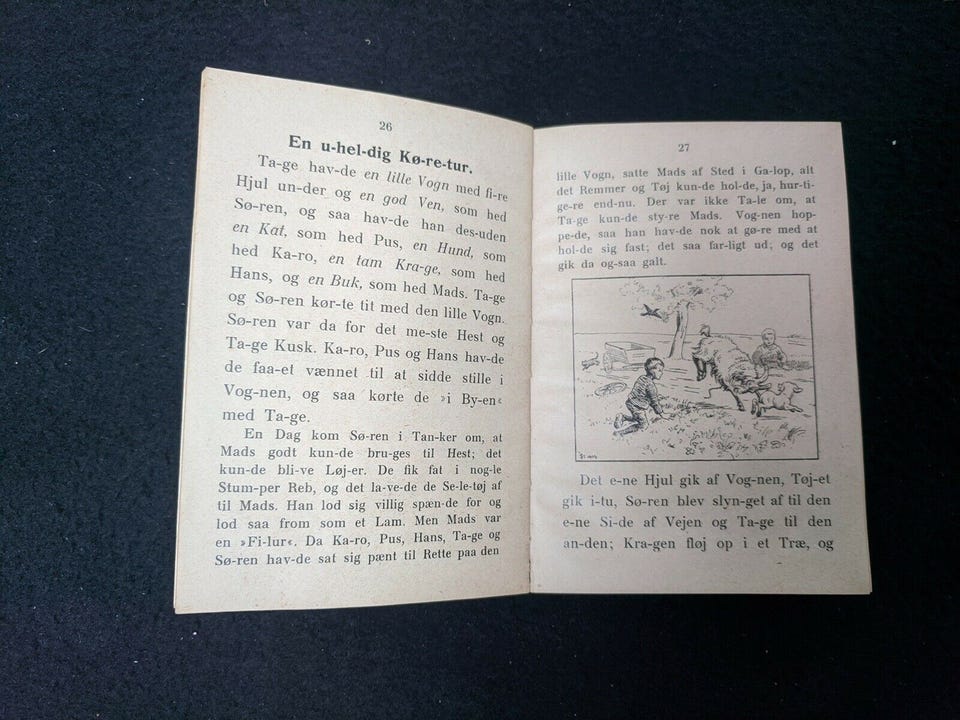 26
En u-hel-dig Kø-re-tur.
Ta-ge hav-de en lille Vogn med fi-re
Hjul un-der og en god Ven, som hed
Sø-ren, og saa hav-de han des-uden
en Kat, som hed Pus, en Hund, som
hed Ka-ro, en tam Kra-ge, som hed
Hans, og en Buk, som hed Mads. Ta-ge
og Sø-ren kør-te tit med den lille Vogn.
Sø-ren var da for det me-ste Hest og
Ta-ge Kusk. Ka-ro, Pus og Hans hav-de
de faa-et vænnet til at sidde stille i
Vog-nen, og saa kørte de »i By-en«
med Ta-ge.
En Dag kom Sø-ren i Tan-ker om, at
Mads godt kun-de bru-ges til Hest; det
kun-de bli-ve Løj-er. De fik fat i nog-le
Stum-per Reb, og det la-ve-de de Se-le-tøj af
til Mads. Han lod sig villig spæn-de for og
lod saa from som et Lam. Men Mads var
en »Fi-lur«. Da Ka-ro, Pus, Hans, Ta-ge og
Sø-ren hav-de sat sig pænt til Rette paa den
27
lille Vogn, satte Mads af Sted i Ga-lop, alt
det Remmer og Tøj kun-de hol-de, ja, hur-ti-
ge-re end-nu. Der var ikke Ta-le om, at
Ta-ge kun-de sty-re Mads. Vog-nen hop-
pe-de, saa han hav-de nok at gø-re med at
hol-de sig fast; det saa far-ligt ud; og det
gik da og-saa galt.
Det e-ne Hjul gik af Vog-nen, Tøj-et
gik i-tu, Sø-ren blev slyn-get af til den
e-ne Si-de af Vejen og Ta-ge til den
an-den; Kra-gen fløj op i et Træ, og